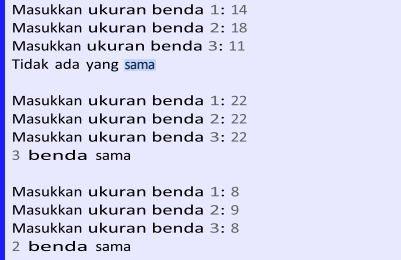 Masukkan ukuran benda 1: 14
Masukkan ukuran benda 2: 18
Masukkan ukuran benda 3: 11
Tidak ada yang sama
Masukkan ukuran benda 1: 22
Masukkan ukuran benda 2: 22
Masukkan ukuran benda 3: 22
3 benda sama
Masukkan ukuran benda 1: 8
Masukkan ukuran benda 2: 9
Masukkan ukuran benda 3: 8
2 benda sama